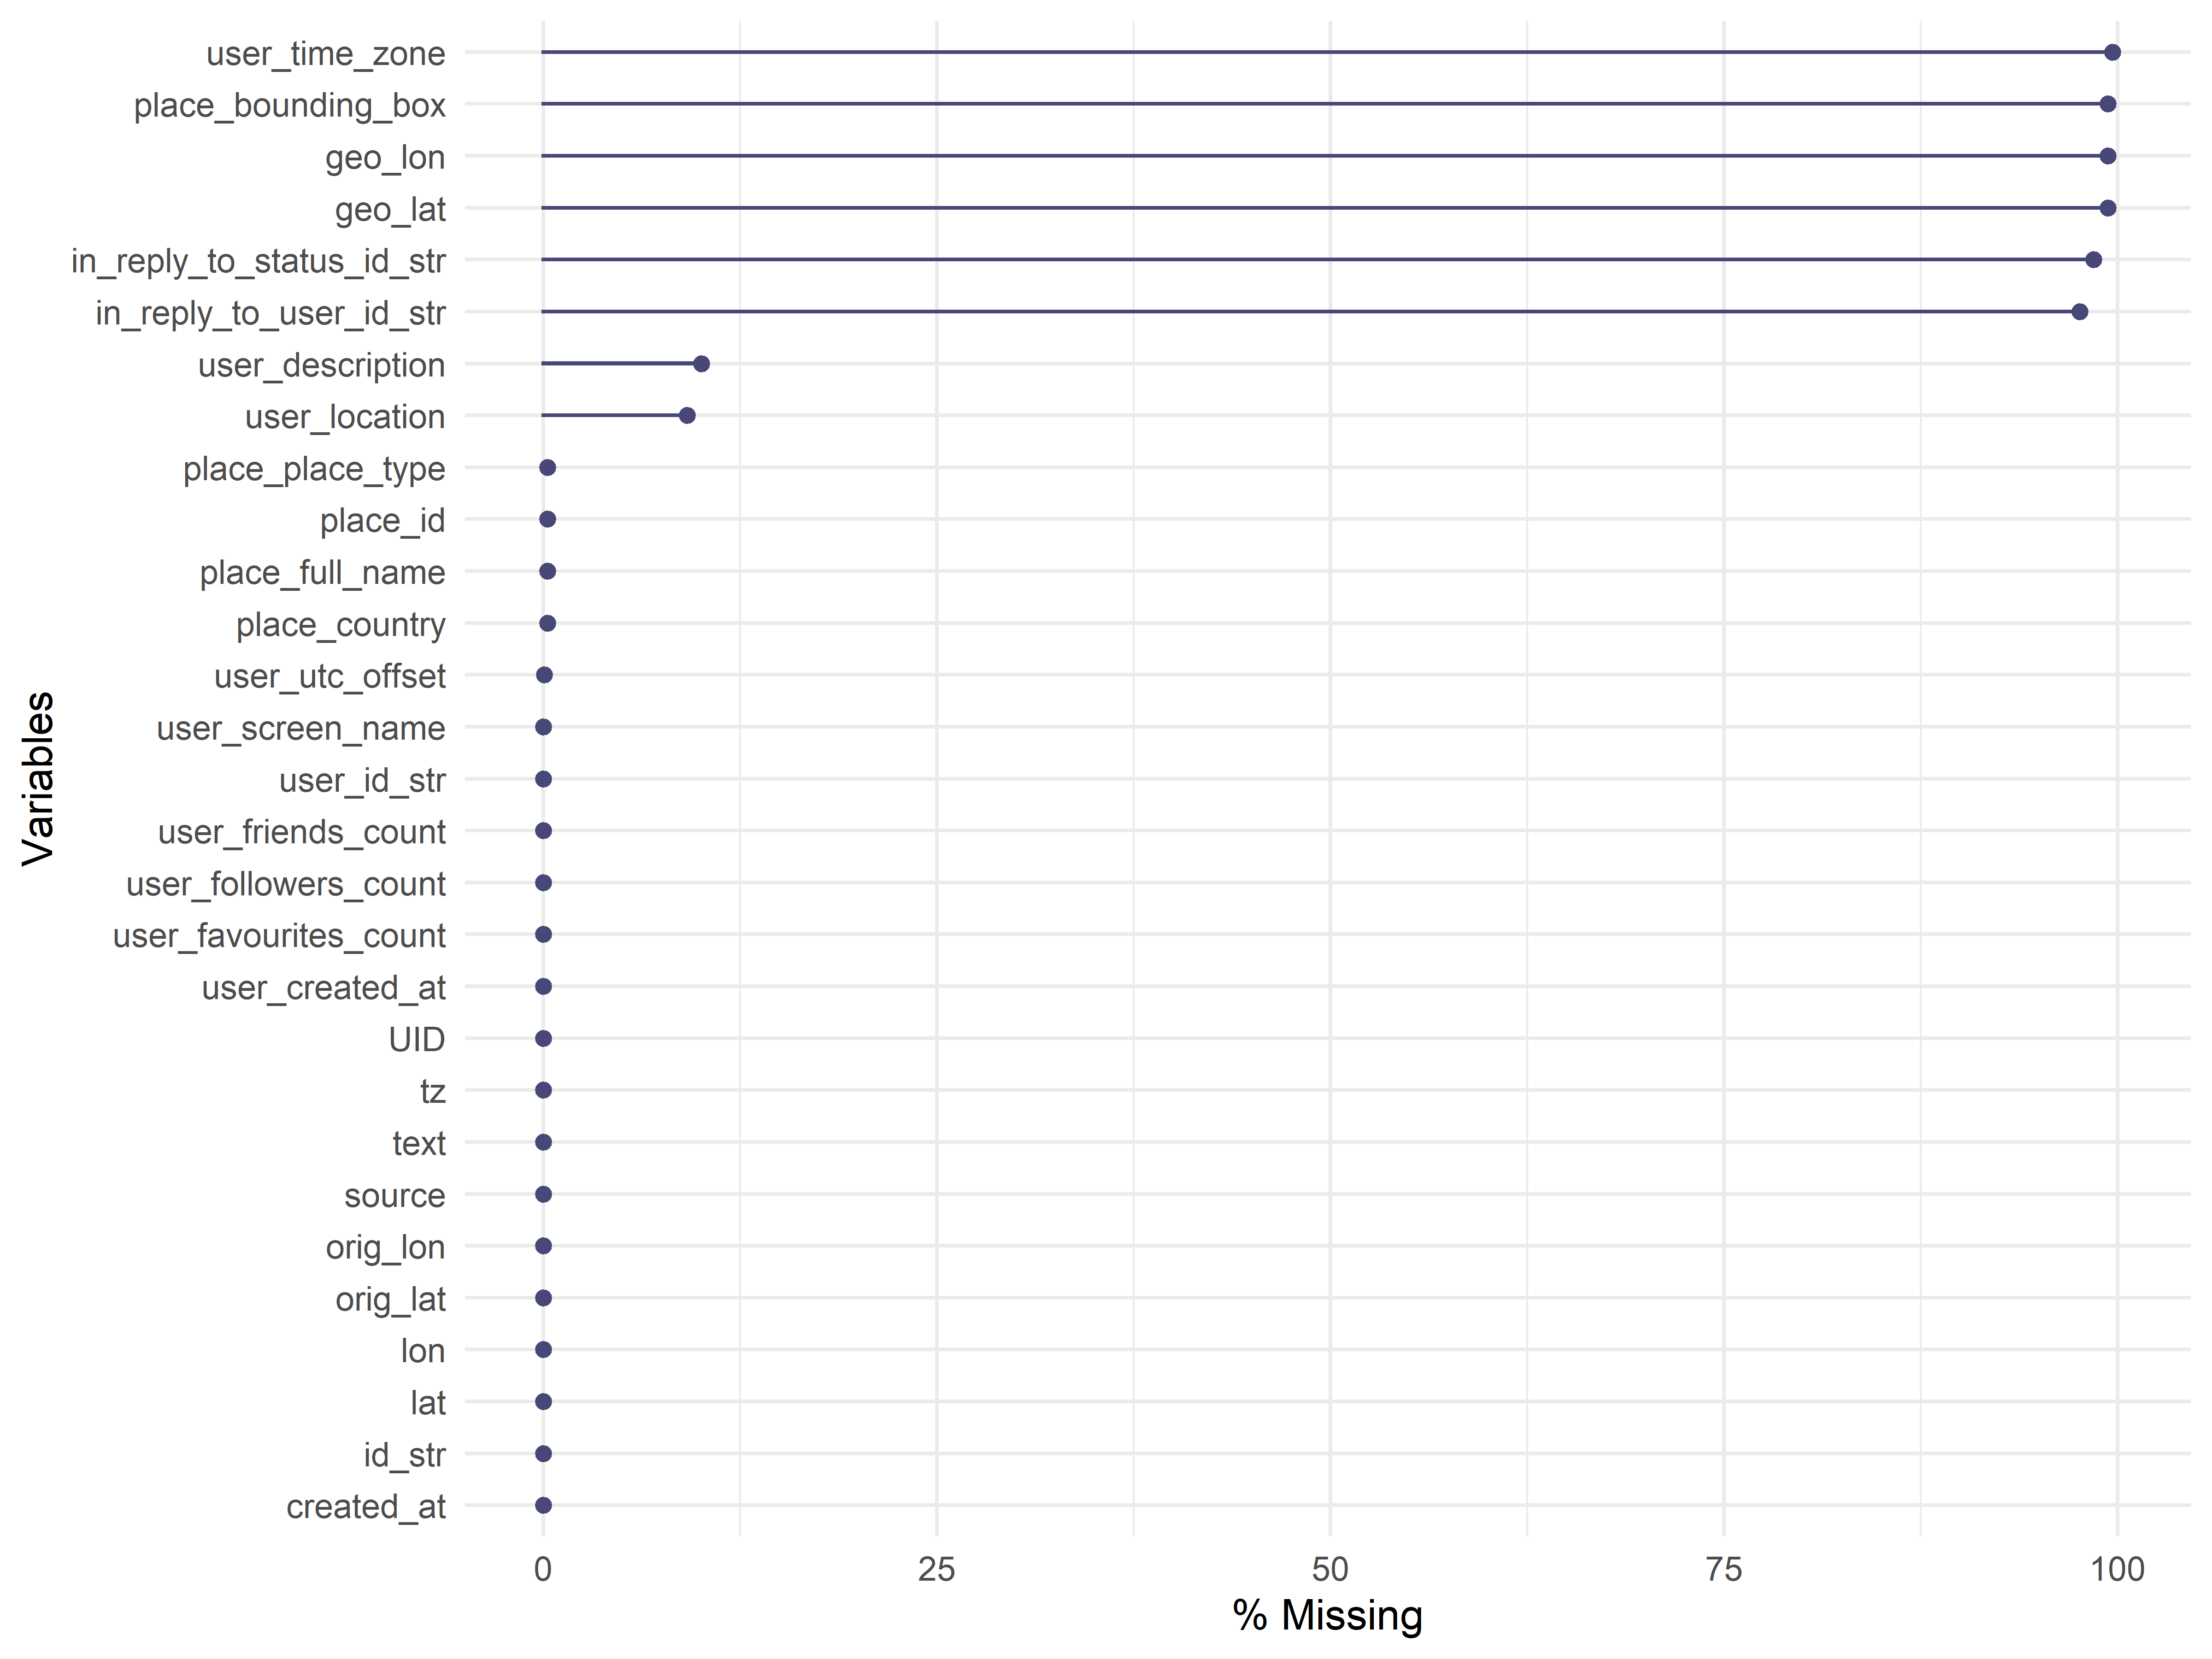 user_time_zone
place_bounding_box
geo_lon
geo_lat
in_reply_to_status_id_str
in_reply_to_user_id_str
user_description
user_location
place_place_type
place_id
place_full_name
place_country
user_utc_offset
user_screen_name
user_id_str
user_friends_count
user_followers_count
user_favourites_count
user_created_at
UID
tz
text
source
orig_lon
orig_lat
lon
lat
id_str
created_at
Variables
0 25 50 75 100
% Missing